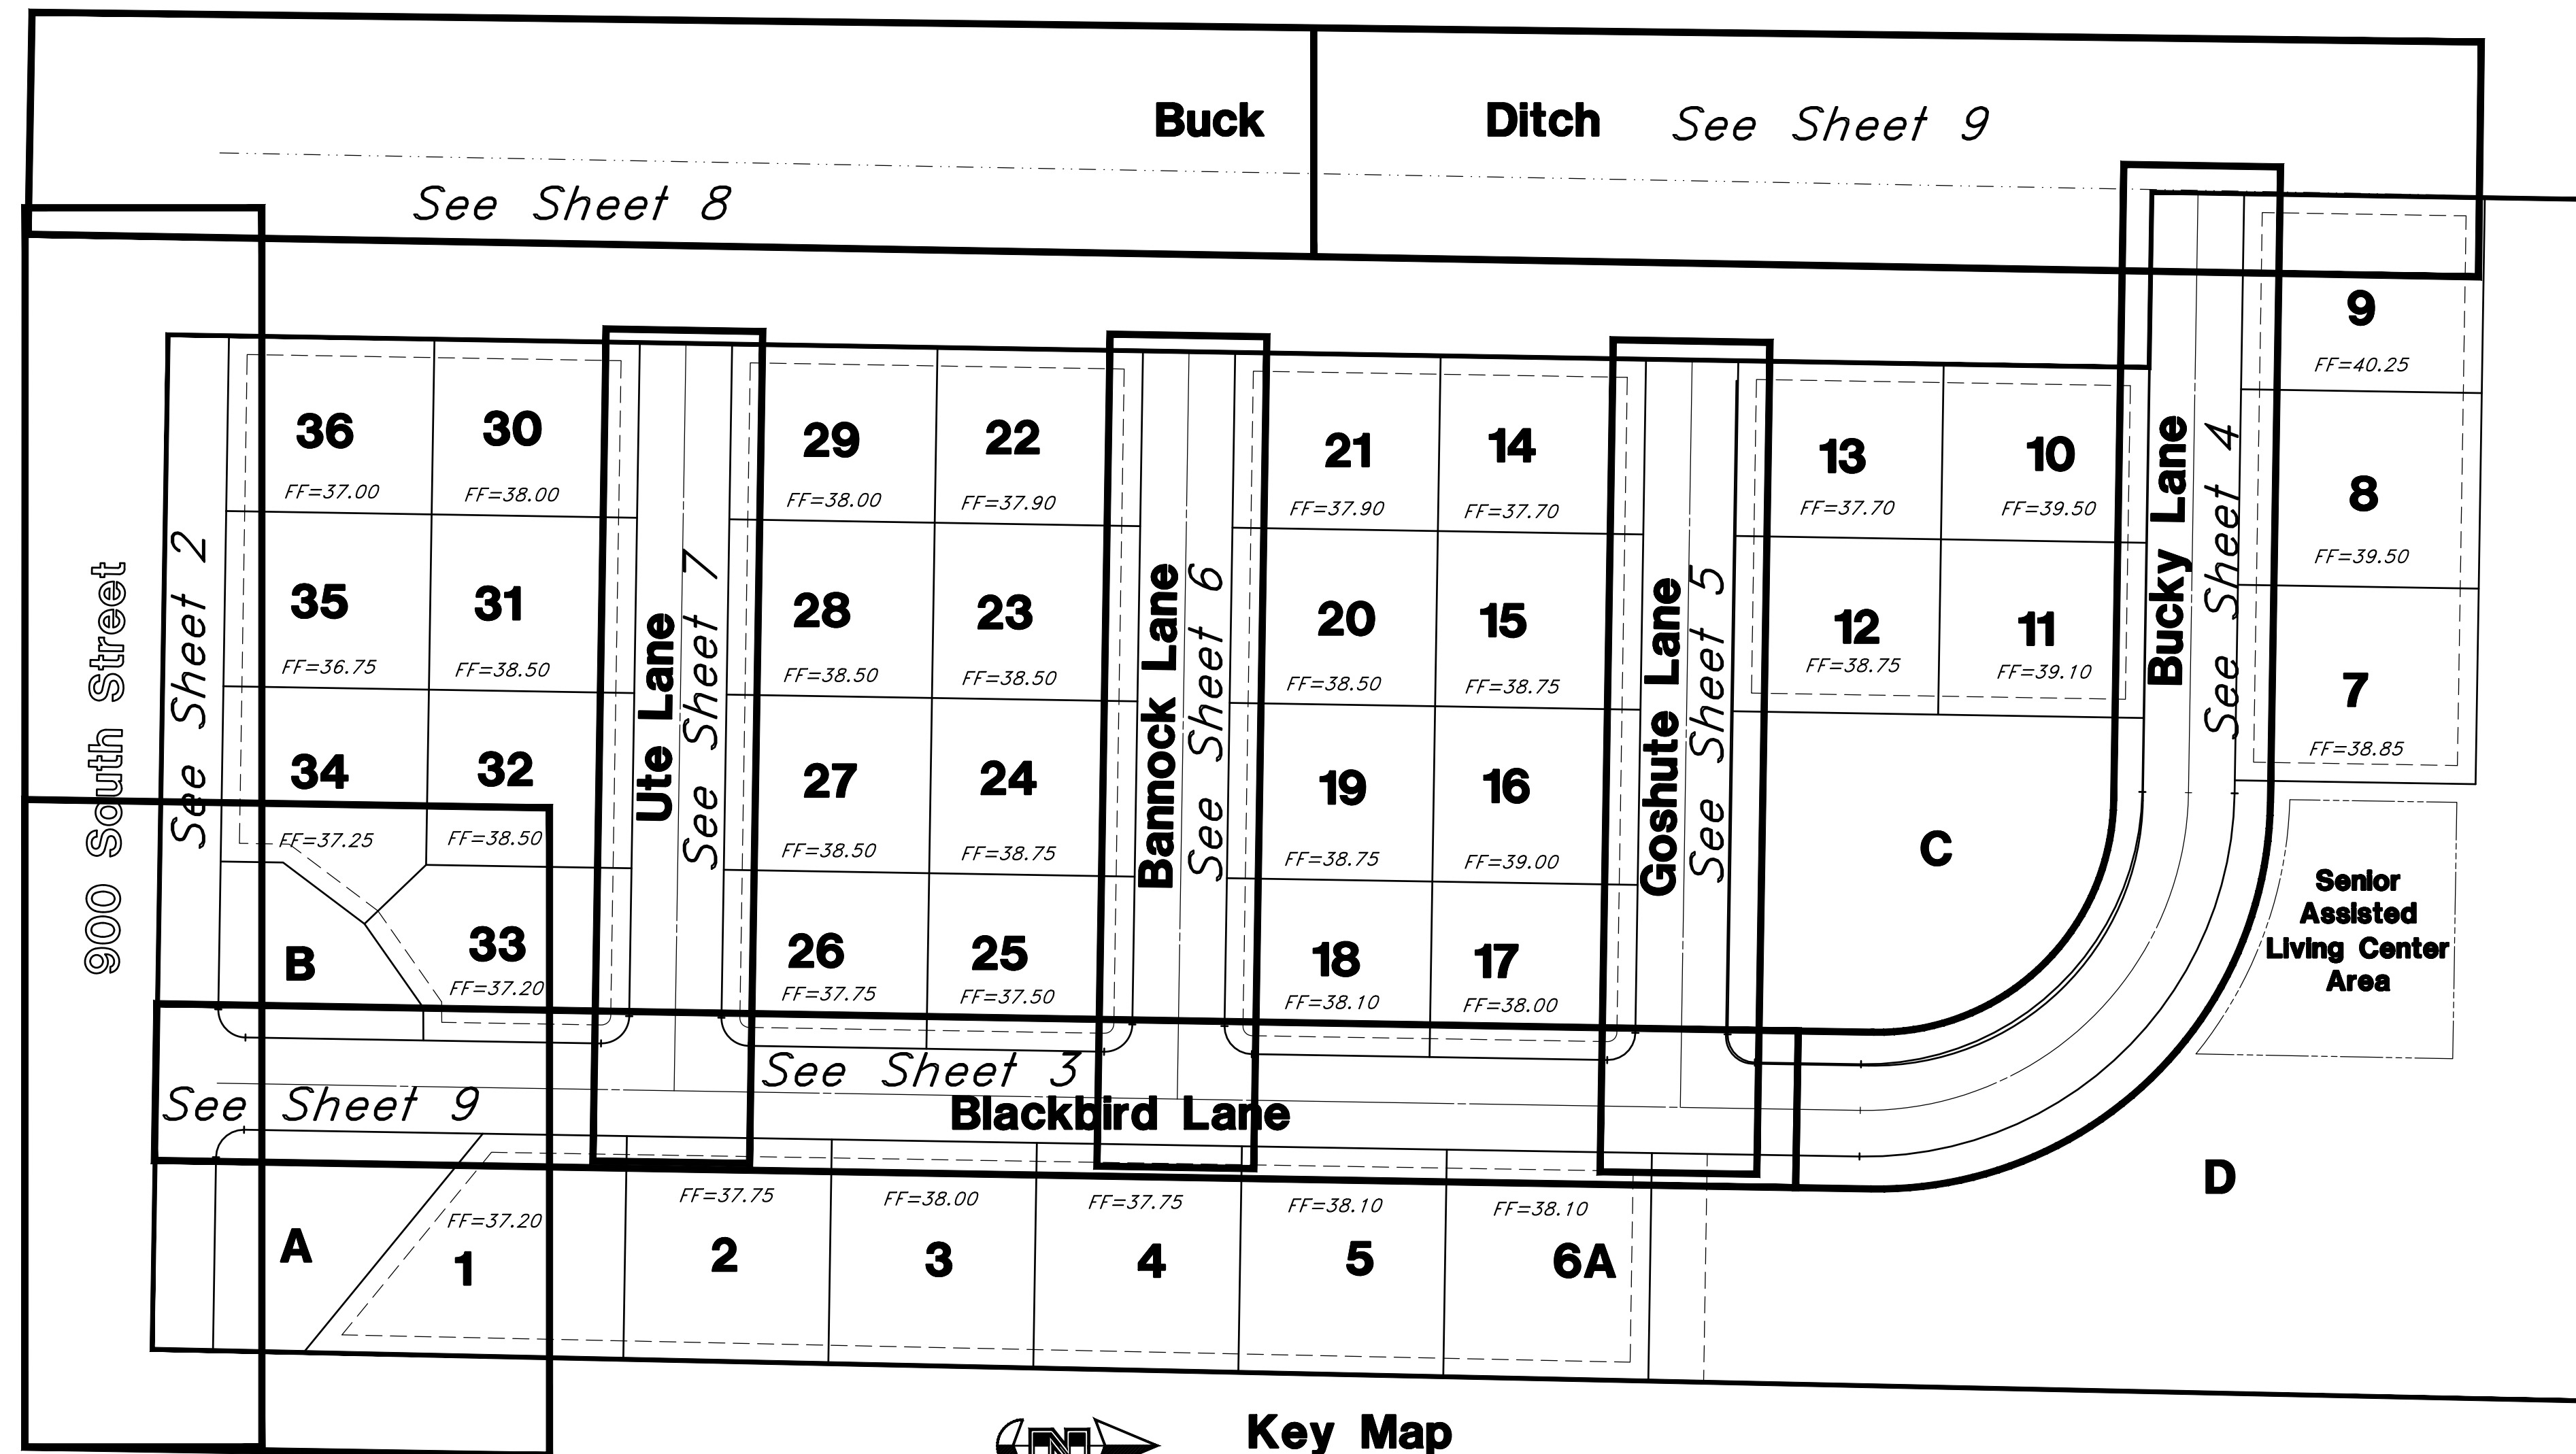 Buck Ditch See Sheet 9
See Sheet 8
9
FF=40.25
36
FF=37.00
30
FF=38.00
29
FF=38.00
22
FF=37.90
21
FF=37.90
14
FF=37.70
13
FF=37.70
10
FF=39.50
8
FF=39.50
900 South Street
See Sheet 2
35
FF=36.75
31
FF=38.50
Ute Lane
See Sheet 7
28
FF=38.50
23
FF=38.50
Bannock Lane
See Sheet 6
20
FF=38.50
15
FF=38.75
Goshute Lane
See Sheet 5
12
FF=38.75
11
FF=39.10
Bucky Lane
See Sheet 4
7
FF=38.85
34
FF=37.25
32
FF=38.50
27
FF=38.50
24
FF=38.75
19
FF=38.75
16
FF=39.00
C
Senior
Assisted
Living Center
Area
B
33
FF=37.20
26
FF=37.75
25
FF=37.50
18
FF=38.10
17
FF=38.00
See Sheet 3
See Sheet 9
Blackbird Lane
D
A
FF=37.20
1
FF=37.75
2
FF=38.00
3
FF=37.75
4
FF=38.10
5
FF=38.10
6A
N
Key Map